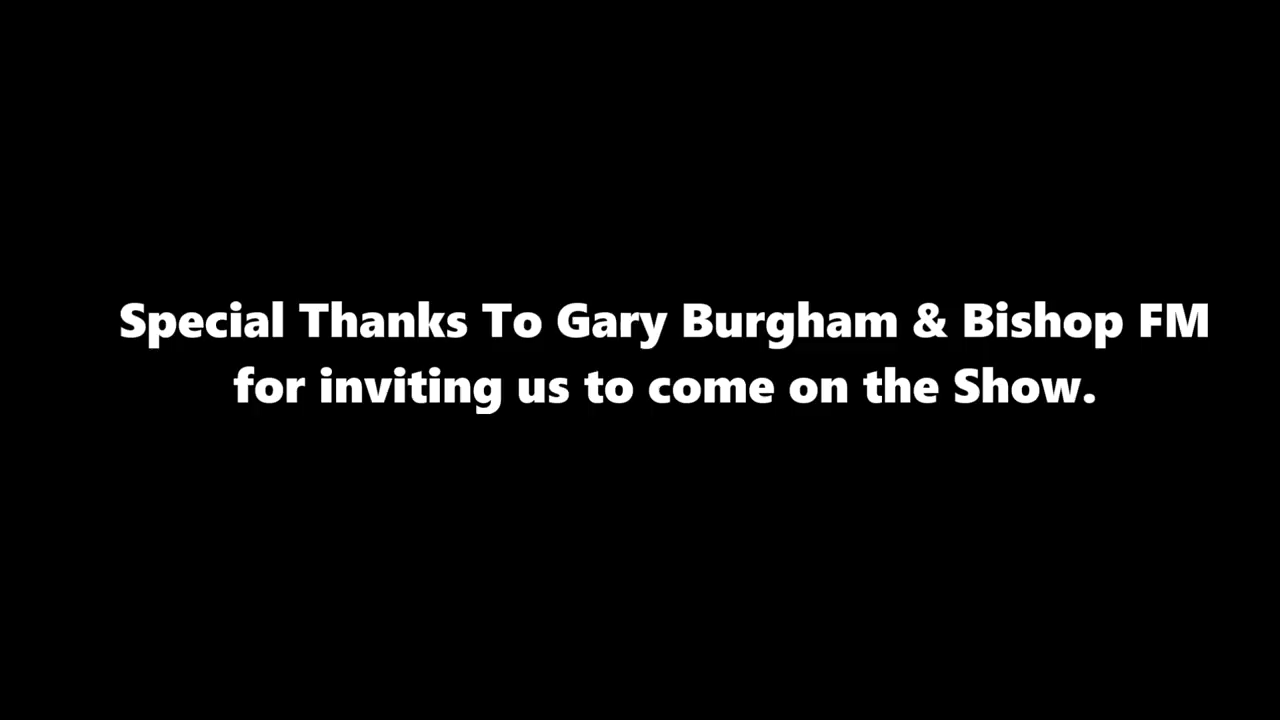 Special Thanks To Gary Burgham & Bishop FM
for inviting us to come on the Show.